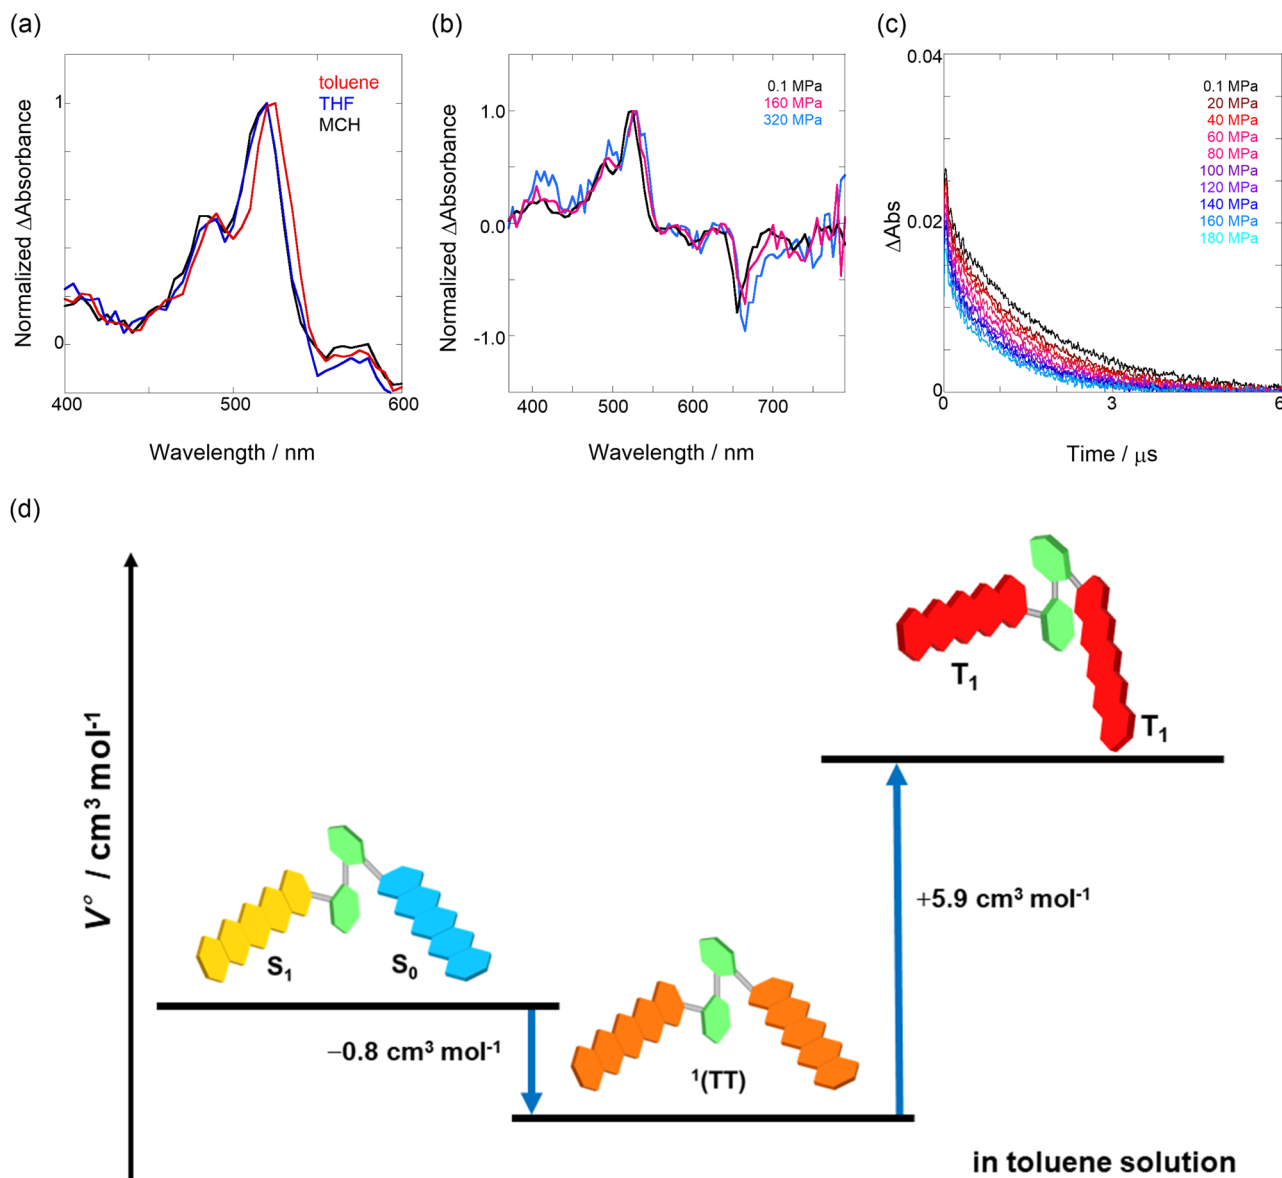 (a)
toluene
THF
MCH
1
0
Normalized ΔAbsorbance
400
500
600
Wavelength / nm
(b)
0.1 MPa
160 MPa
320 MPa
1.0
0.0
-1.0
Normalized ΔAbsorbance
400
500
600
700
Wavelength / nm
(c)
0.04
0.02
0
ΔAbs
0.1 MPa
20 MPa
40 MPa
60 MPa
80 MPa
100 MPa
120 MPa
140 MPa
160 MPa
180 MPa
0
3
6
Time / μs
(d)
V° / cm³ mol⁻¹
S₁
S₀
−0.8 cm³ mol⁻¹
¹(TT)
+5.9 cm³ mol⁻¹
T₁
T₁
in toluene solution